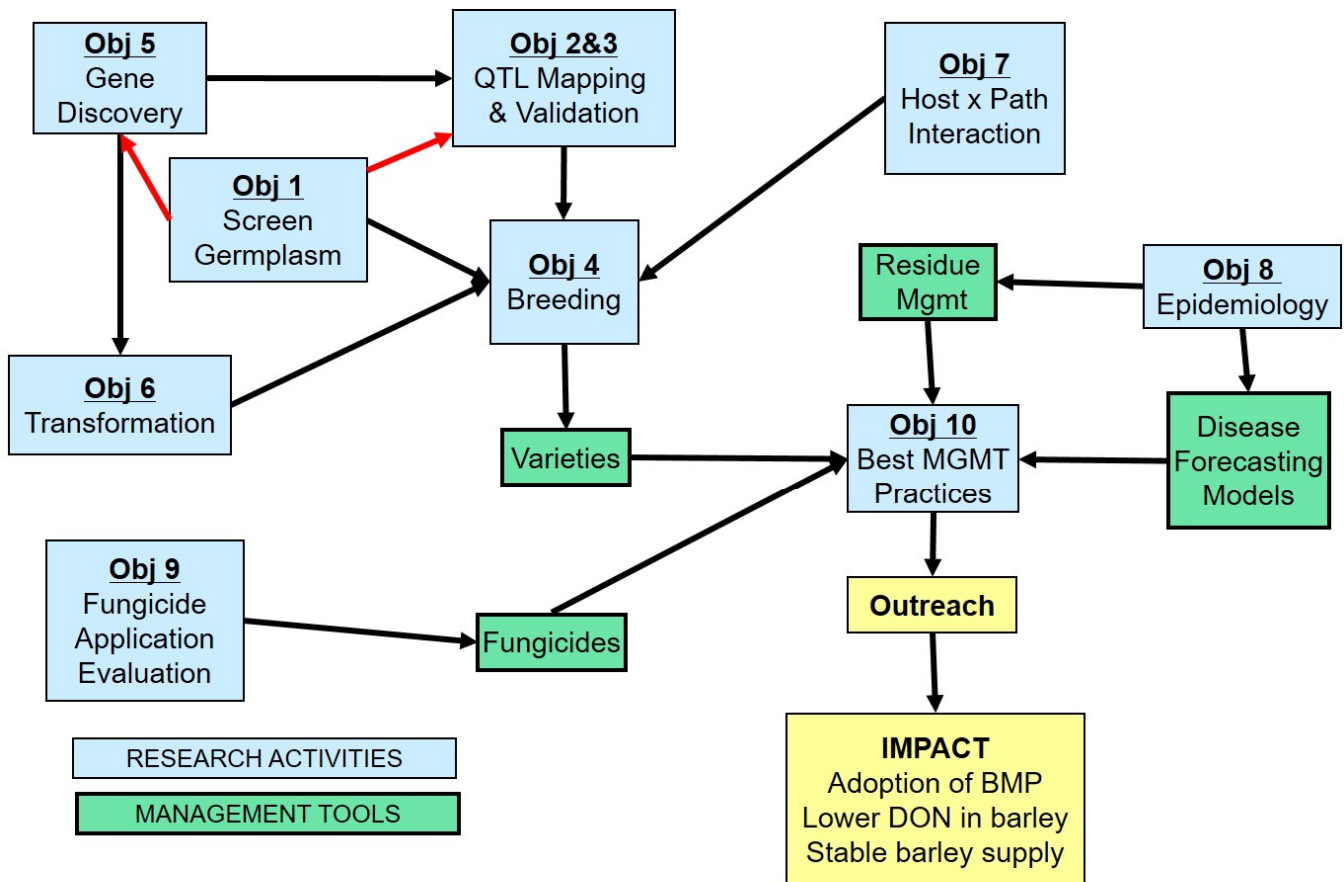 Obj 5
Gene
Discovery
Obj 2&3
QTL Mapping
& Validation
Obj 7
Host x Path
Interaction
Obj 1
Screen
Germplasm
Obj 4
Breeding
Residue
Mgmt
Obj 8
Epidemiology
Obj 6
Transformation
Varieties
Obj 10
Best MGMT
Practices
Disease
Forecasting
Models
Obj 9
Fungicide
Application
Evaluation
Fungicides
Outreach
IMPACT
Adoption of BMP
Lower DON in barley
Stable barley supply
RESEARCH ACTIVITIES
MANAGEMENT TOOLS